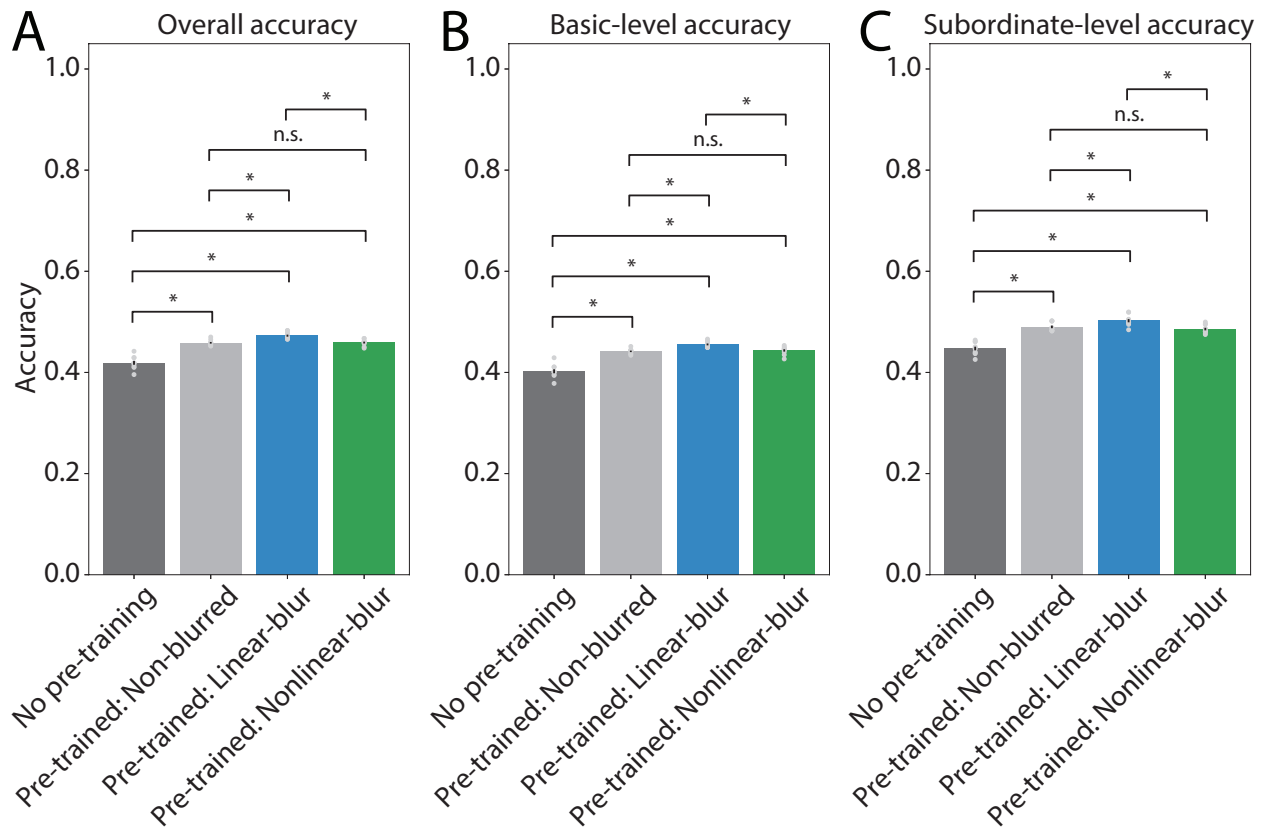 A
Overall accuracy
1.0
0.8
0.6
0.4
0.2
0.0
Accuracy
*
n.s.
*
*
*
*
No pre-training
Pre-trained: Non-blurred
Pre-trained: Linear-blur
Pre-trained: Nonlinear-blur
B
Basic-level accuracy
1.0
0.8
0.6
0.4
0.2
0.0
*
n.s.
*
*
*
*
No pre-training
Pre-trained: Non-blurred
Pre-trained: Linear-blur
Pre-trained: Nonlinear-blur
C
Subordinate-level accuracy
1.0
0.8
0.6
0.4
0.2
0.0
*
n.s.
*
*
*
*
No pre-training
Pre-trained: Non-blurred
Pre-trained: Linear-blur
Pre-trained: Nonlinear-blur